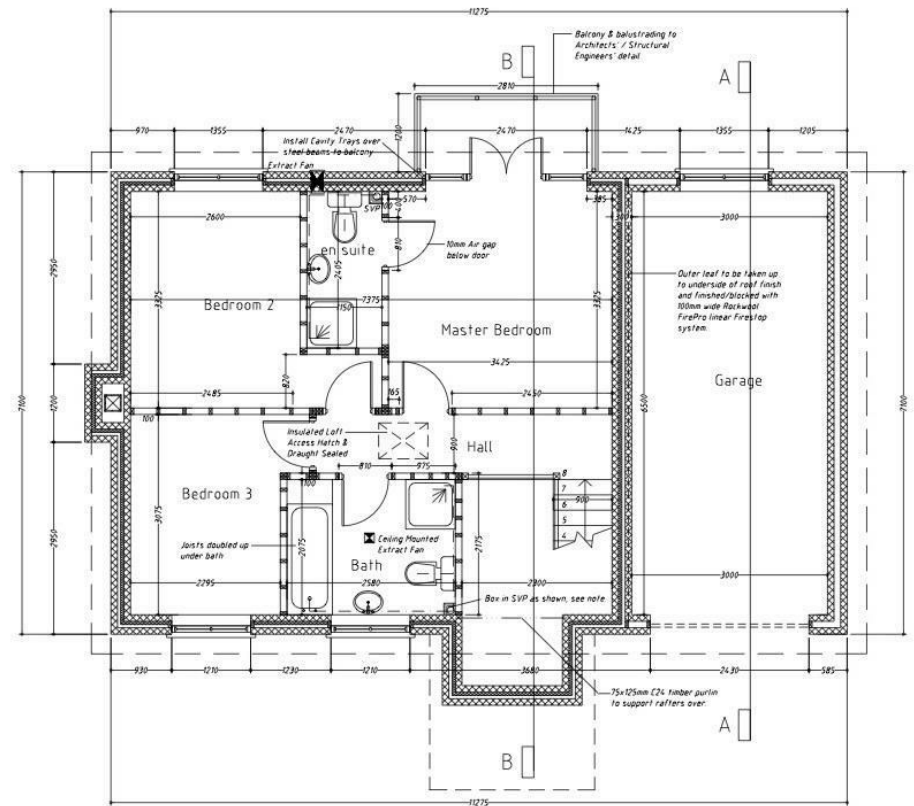 11275
Balcony & balustrading to
Architects' / Structural
Engineers' detail
B
A
2810
1200
970
1355
2470
2470
1425
1355
1205
Install Cavity Trays over
steel beams to balcony
Extract Fan
SVP
100
400
570
385
300
2600
3000
810
10mm Air gap
below door
en suite
2405
2950
3325
Bedroom 2
7375
1150
Master Bedroom
3325
Outer leaf to be taken up
to underside of roof finish
and finished/blocked with
100mm wide Rockwool
FirePro linear Firestop
system.
3425
Garage
820
2485
165
2450
6500
7100
1200
7100
100
Insulated Loft
Access Hatch &
Draught Sealed
Hall
900
810
975
8
7
6
5
4
900
100
Bedroom 3
3075
2950
Joists doubled up
under bath
2075
Ceiling Mounted
Extract Fan
Bath
2175
2295
2580
2300
3000
Box in SVP as shown, see note
930
1210
1230
1210
3680
2430
585
75x125mm C24 timber purlin
to support rafters over.
A
B
11275